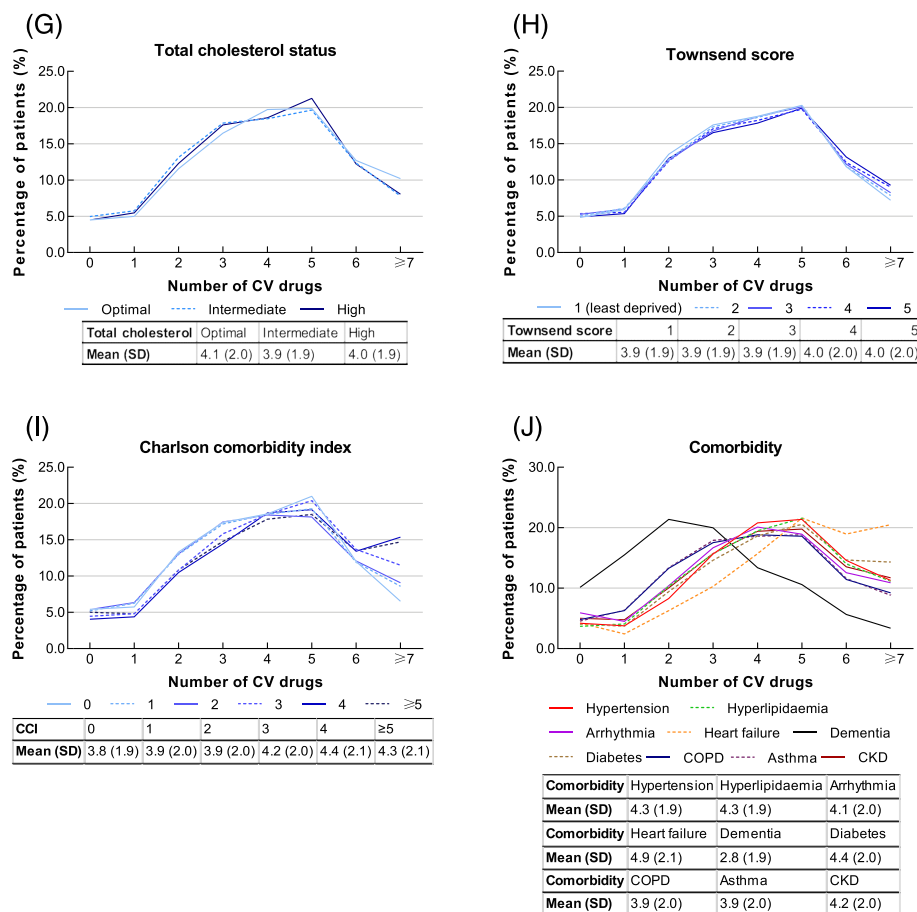 (G)
Total cholesterol status
Percentage of patients (%)
25.0
20.0
15.0
10.0
5.0
0.0
0 1 2 3 4 5 6 ⩾7
Number of CV drugs
Optimal Intermediate High
Total cholesterol Optimal Intermediate High
Mean (SD) 4.1 (2.0) 3.9 (1.9) 4.0 (1.9)
(H)
Townsend score
Percentage of patients (%)
25.0
20.0
15.0
10.0
5.0
0.0
0 1 2 3 4 5 6 ⩾7
Number of CV drugs
1 (least deprived) 2 3 4 5
Townsend score 1 2 3 4 5
Mean (SD) 3.9 (1.9) 3.9 (1.9) 3.9 (1.9) 4.0 (2.0) 4.0 (2.0)
(I)
Charlson comorbidity index
Percentage of patients (%)
25.0
20.0
15.0
10.0
5.0
0.0
0 1 2 3 4 5 6 ⩾7
Number of CV drugs
0 1 2 3 4 ⩾5
CCI 0 1 2 3 4 ≥5
Mean (SD) 3.8 (1.9) 3.9 (2.0) 3.9 (2.0) 4.2 (2.0) 4.4 (2.1) 4.3 (2.1)
(J)
Comorbidity
Percentage of patients (%)
30.0
20.0
10.0
0.0
0 1 2 3 4 5 6 ⩾7
Number of CV drugs
Hypertension Hyperlipidaemia
Arrhythmia Heart failure Dementia
Diabetes COPD Asthma CKD
Comorbidity Hypertension Hyperlipidaemia Arrhythmia
Mean (SD) 4.3 (1.9) 4.3 (1.9) 4.1 (2.0)
Comorbidity Heart failure Dementia Diabetes
Mean (SD) 4.9 (2.1) 2.8 (1.9) 4.4 (2.0)
Comorbidity COPD Asthma CKD
Mean (SD) 3.9 (2.0) 3.9 (2.0) 4.2 (2.0)